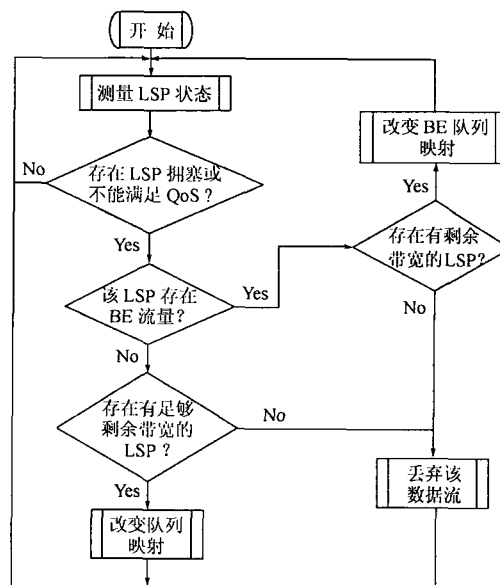 开 始
测量 LSP 状态
No
存在 LSP 拥塞或
不能满足 QoS？
Yes
该 LSP 存在
BE 流量？
Yes
No
存在有足够
剩余带宽的
LSP？
No
Yes
改变队列
映射
改变 BE 队列
映射
Yes
存在有剩余
带宽的LSP？
No
丢弃该
数据流